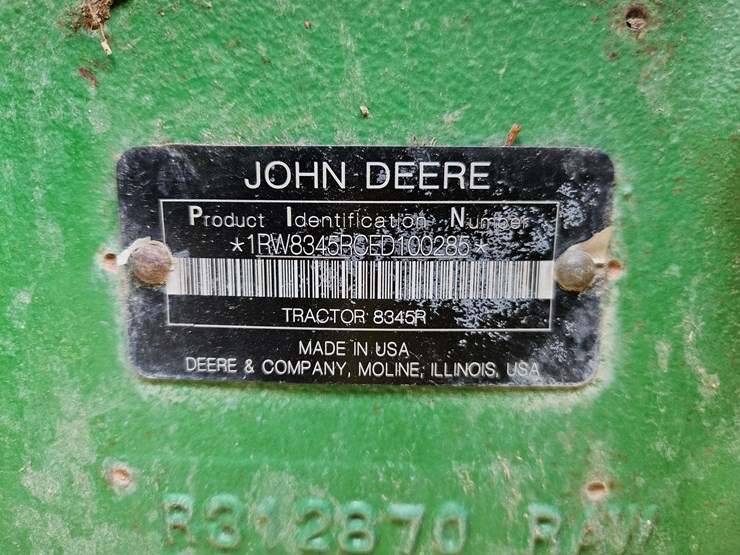 JOHN DEERE
Product Identification Number
*1RW8345RCED100285*
TRACTOR 8345R
MADE IN USA
DEERE & COMPANY, MOLINE, ILLINOIS, USA
R312870 RAW